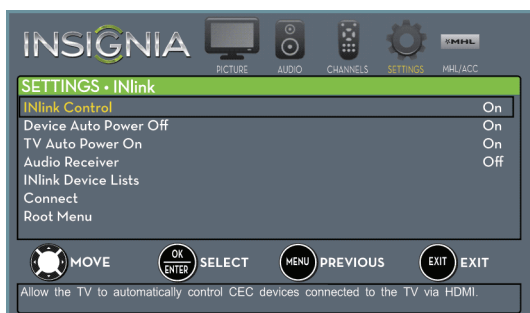 INSIGNIA
MHL
PICTURE AUDIO CHANNELS SETTINGS MHL/ACC
SETTINGS • INlink
INlink Control On
Device Auto Power Off On
TV Auto Power On On
Audio Receiver Off
INlink Device Lists
Connect
Root Menu
MOVE OK ENTER SELECT MENU PREVIOUS EXIT EXIT
Allow the TV to automatically control CEC devices connected to the TV via HDMI.